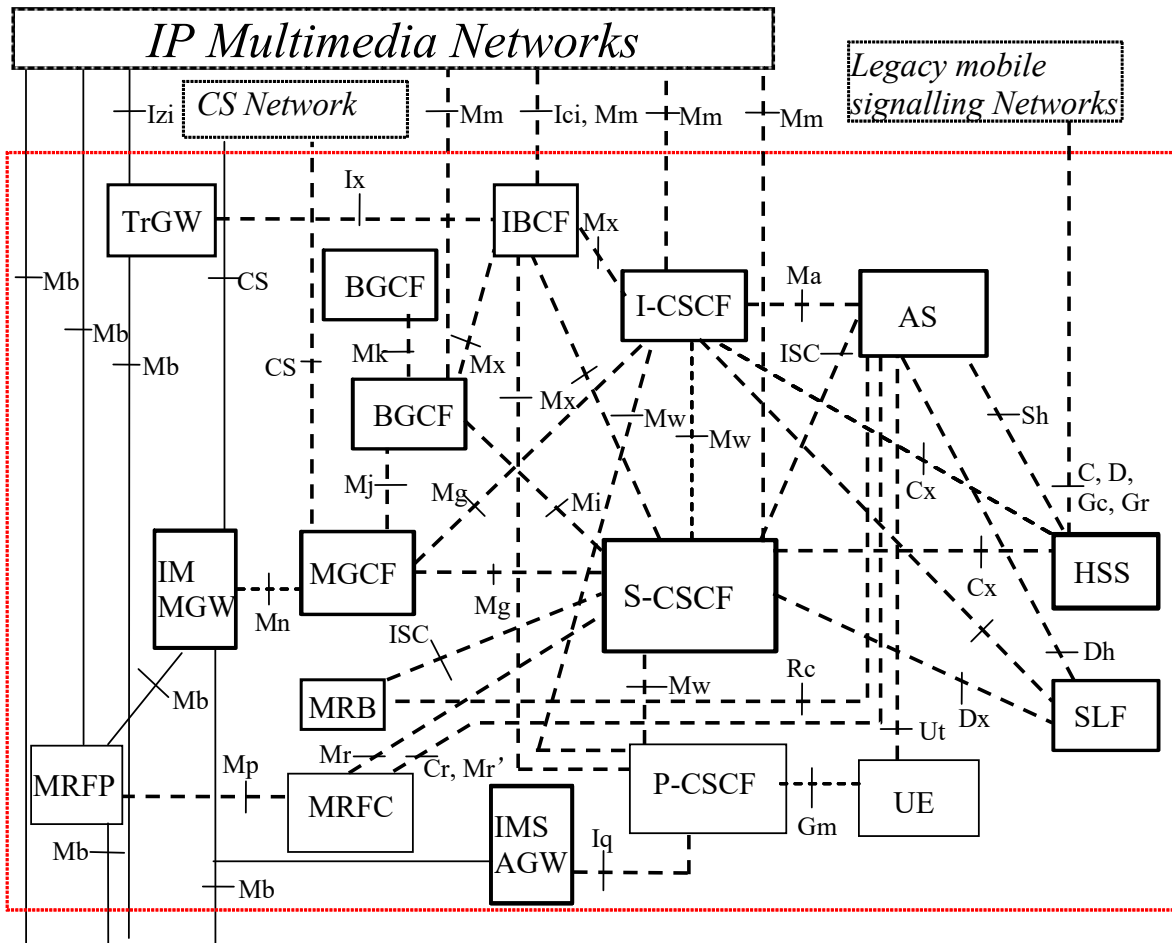 IP Multimedia Networks
Legacy mobile
signalling Networks
CS Network
Izi
Mm
Ici, Mm
Mm
Mm
Ix
TrGW
IBCF
Mx
Mb
CS
BGCF
I-CSCF
Ma
AS
Mb
Mk
Mx
ISC
Mb
CS
BGCF
Mx
Mw
Mw
Sh
Mj
Mg
Mi
Cx
C, D,
Gc, Gr
IM
MGW
MGCF
S-CSCF
HSS
Mn
Mg
Cx
ISC
Mb
MRB
Mw
Rc
Dh
Dx
SLF
Ut
Mr
Cr, Mr’
MRFP
Mp
MRFC
P-CSCF
UE
Gm
IMS
AGW
Iq
Mb
Mb